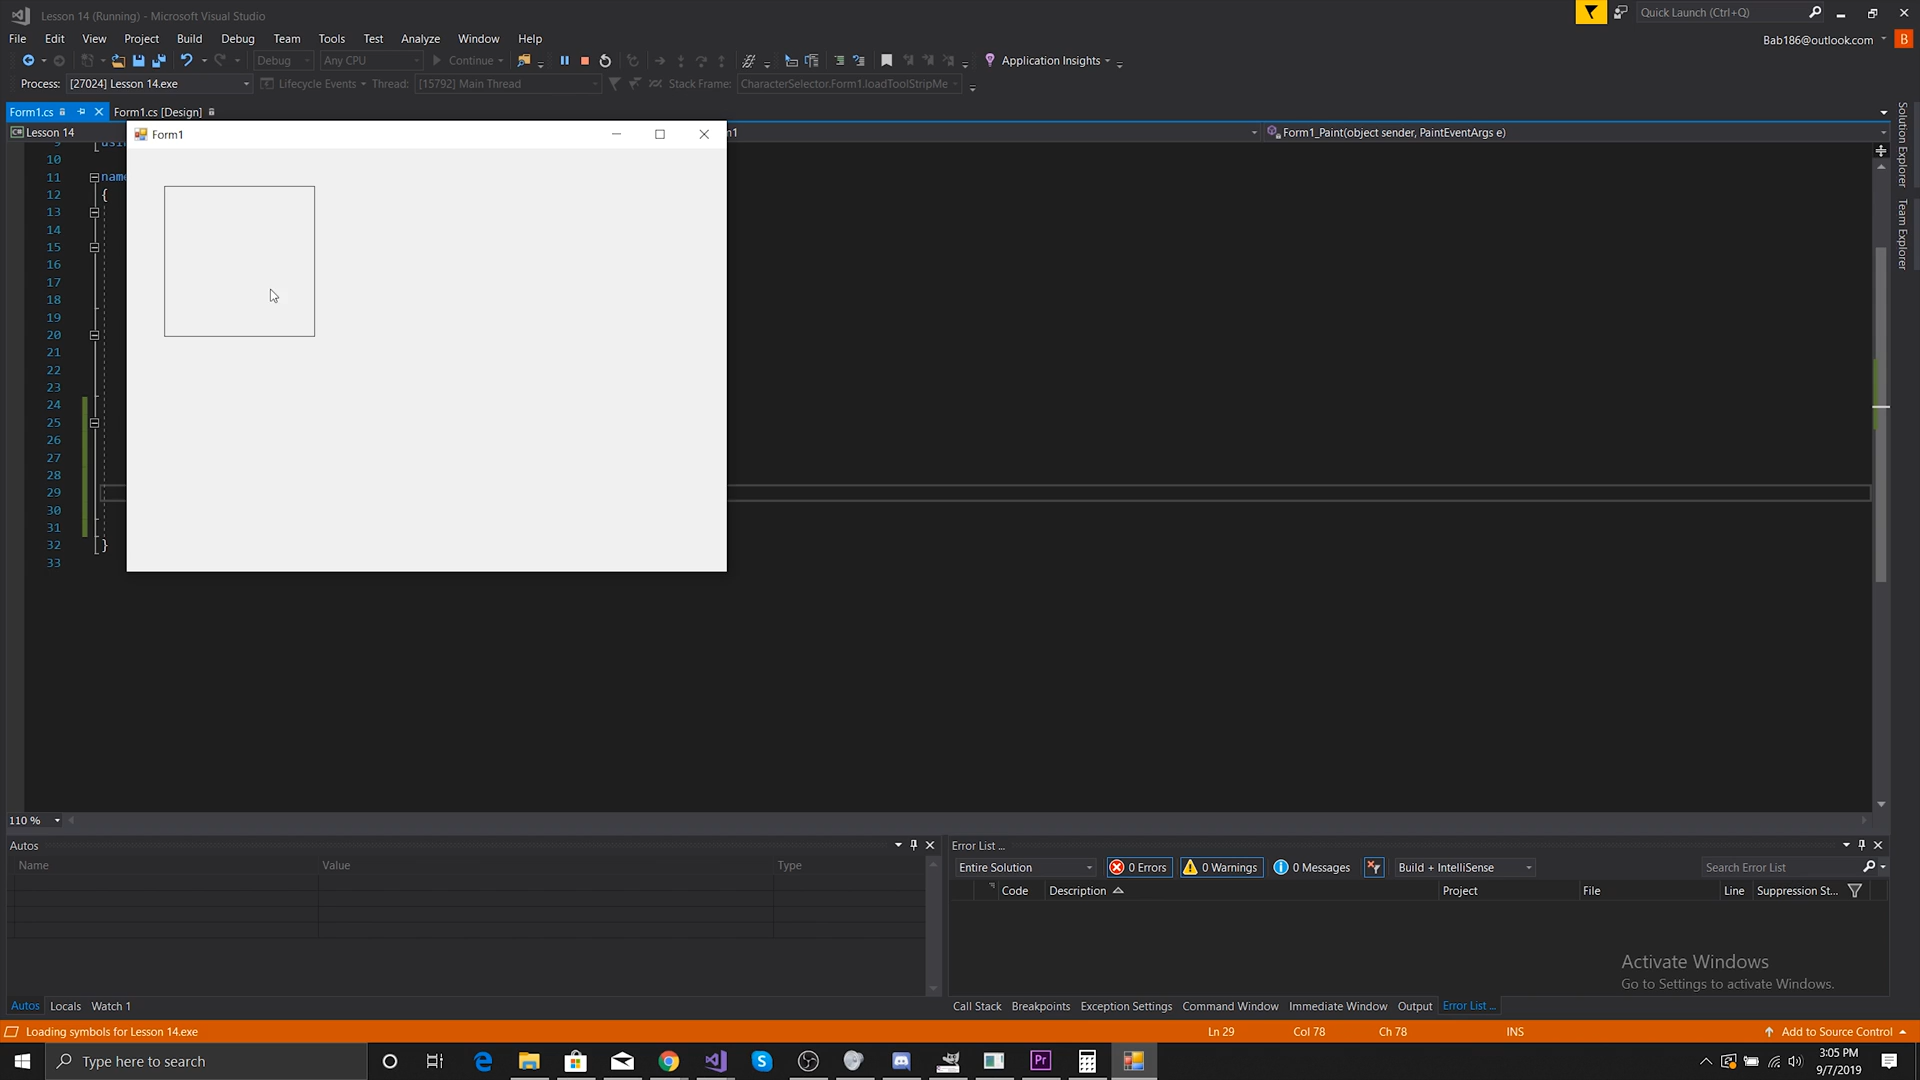 Lesson 14 (Running) - Microsoft Visual Studio
Quick Launch (Ctrl+Q)
File Edit View Project Build Debug Team Tools Test Analyze Window Help
Bab186@outlook.com B
Debug Any CPU Continue Application Insights
Process: [27024] Lesson 14.exe Lifecycle Events Thread: [15792] Main Thread Stack Frame: CharacterSelector.Form1.loadToolStripMe
Form1.cs Form1.cs [Design]
C# Lesson 14 m1 Form1_Paint(object sender, PaintEventArgs e)
Form1
Solution Explorer
Team Explorer
10
11 name
12 {
13
14
15
16
17
18
19
20
21
22
23
24
25
26
27
28
29
30
31
32 }
33
110 %
Autos
Name Value Type
Autos Locals Watch 1
Error List ...
Entire Solution 0 Errors 0 Warnings 0 Messages Build + IntelliSense Search Error List
Code Description Project File Line Suppression St...
Activate Windows
Go to Settings to activate Windows.
Call Stack Breakpoints Exception Settings Command Window Immediate Window Output Error List ...
Loading symbols for Lesson 14.exe Ln 29 Col 78 Ch 78 INS Add to Source Control
Type here to search
Pr
3:05 PM
9/7/2019